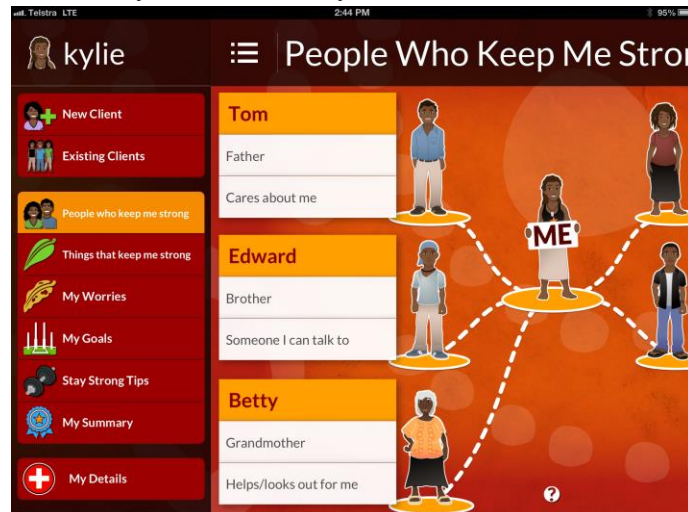 Telstra LTE
2:44 PM
95%
kylie
People Who Keep Me Stro
New Client
Existing Clients
People who keep me strong
Things that keep me strong
My Worries
My Goals
Stay Strong Tips
My Summary
My Details
Tom
Father
Cares about me
Edward
Brother
Someone I can talk to
Betty
Grandmother
Helps/looks out for me
ME
?